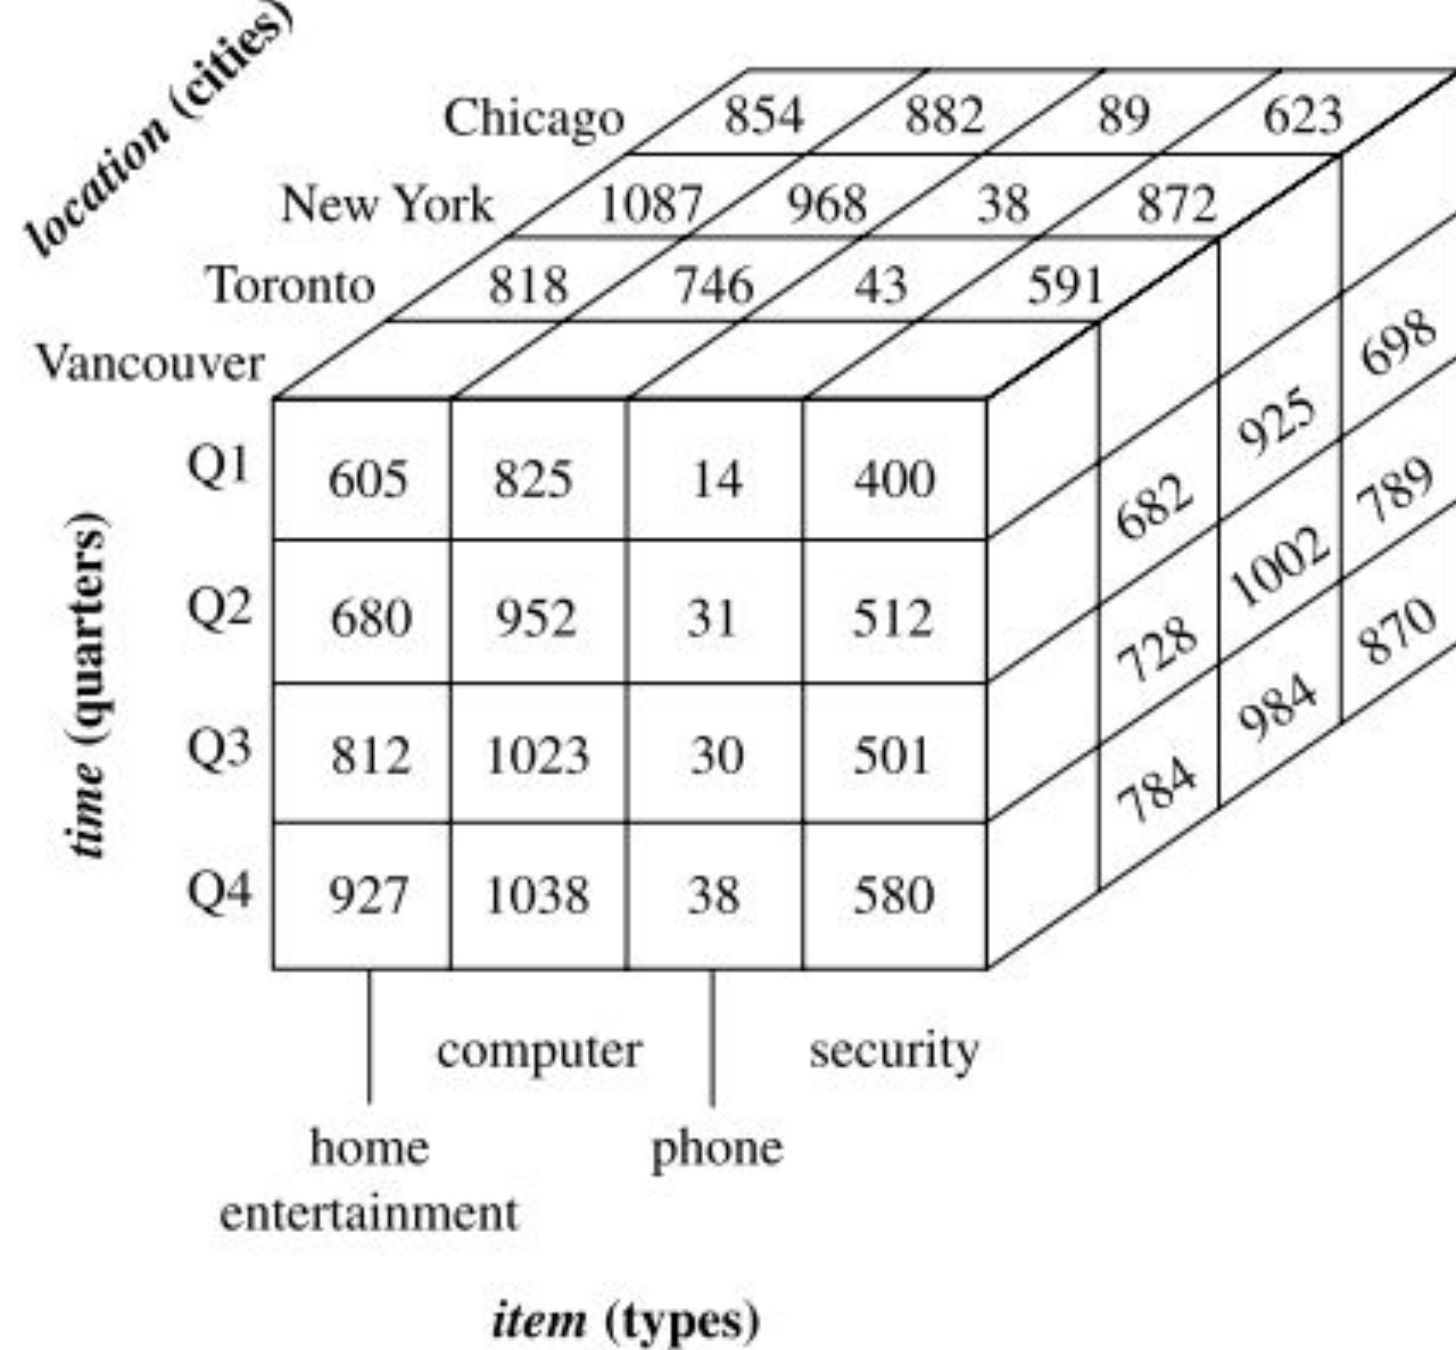 location (cities)
Chicago 854 882 89 623
New York 1087 968 38 872
Toronto 818 746 43 591
Vancouver
time (quarters)
Q1 605 825 14 400 682 925 698
Q2 680 952 31 512 728 1002 789
Q3 812 1023 30 501 784 984 870
Q4 927 1038 38 580
computer security
home phone
entertainment
item (types)